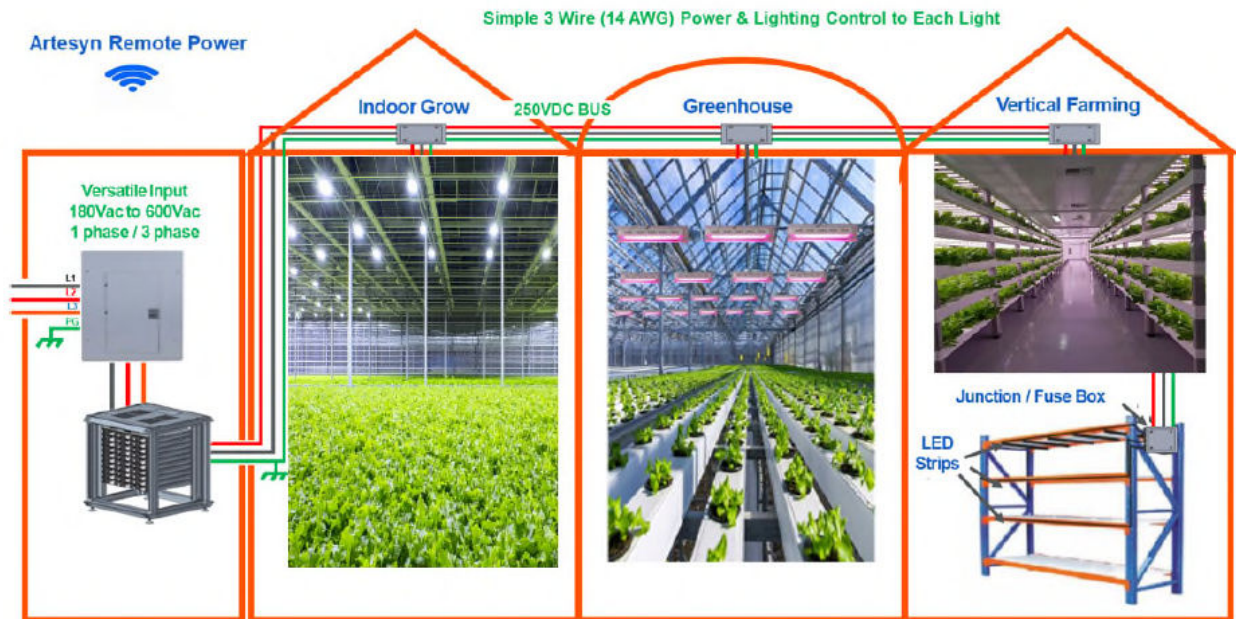 Simple 3 Wire (14 AWG) Power & Lighting Control to Each Light
Artesyn Remote Power
Indoor Grow
250VDC BUS
Greenhouse
Vertical Farming
Versatile Input
180Vac to 600Vac
1 phase / 3 phase
L1
L2
L3
PG
Junction / Fuse Box
LED
Strips